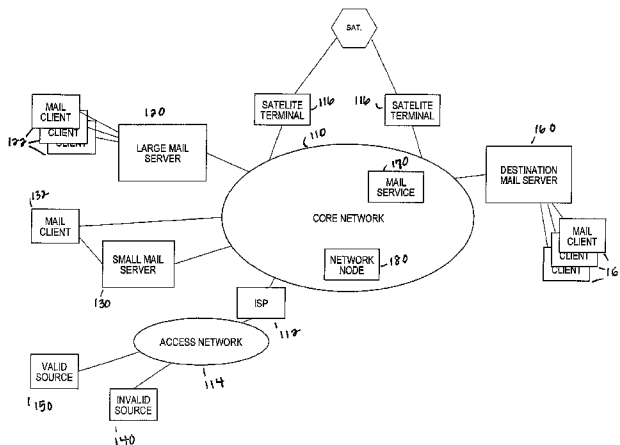 SAT.
SATELITE
TERMINAL
116
116
SATELITE
TERMINAL
120
MAIL
CLIENT
CLIENT
CLIENT
122
LARGE MAIL
SERVER
110
160
DESTINATION
MAIL SERVER
MAIL
SERVICE
132
MAIL
CLIENT
CORE NETWORK
MAIL
CLIENT
CLIENT
CLIENT
16
SMALL MAIL
SERVER
130
NETWORK
NODE
180
ISP
112
ACCESS NETWORK
114
VALID
SOURCE
150
INVALID
SOURCE
140